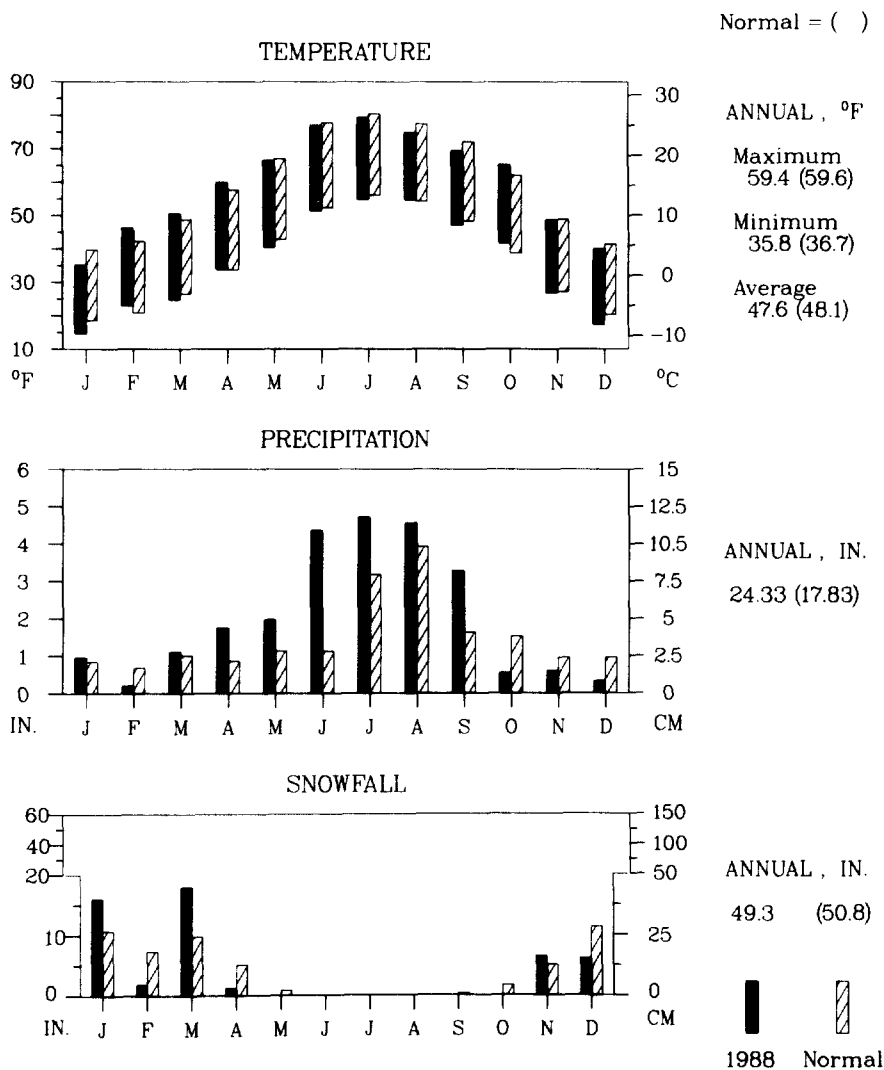 Normal = ( )
TEMPERATURE
90
70
50
30
10
°F
J F M A M J J A S O N D
30
20
10
0
-10
°C
ANNUAL , °F
Maximum
59.4 (59.6)
Minimum
35.8 (36.7)
Average
47.6 (48.1)
PRECIPITATION
6
5
4
3
2
1
0
IN.
J F M A M J J A S O N D
15
12.5
10.5
7.5
5
2.5
0
CM
ANNUAL , IN.
24.33 (17.83)
SNOWFALL
60
40
20
10
0
IN.
J F M A M J J A S O N D
150
100
50
25
0
CM
ANNUAL , IN.
49.3 (50.8)
1988 Normal